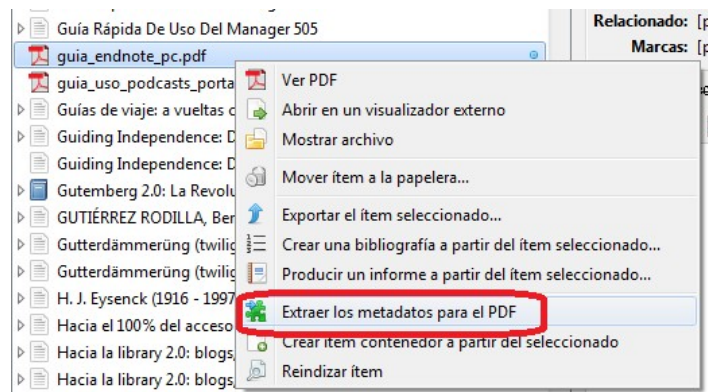 Guía Rápida De Uso Del Manager 505
guia_endnote_pc.pdf
guia_uso_podcasts_porta
Guías de viaje: a vueltas c
Guiding Independence: D
Guiding Independence: D
Gutemberg 2.0: La Revolu
GUTIÉRREZ RODILLA, Ber
Gutterdämmerüng (twilig
Gutterdämmerüng (twilig
H. J. Eysenck (1916 - 1997
Hacia el 100% del acceso
Hacia la library 2.0: blogs,
Hacia la library 2.0: blogs,
Ver PDF
Abrir en un visualizador externo
Mostrar archivo
Mover ítem a la papelera...
Exportar el ítem seleccionado...
Crear una bibliografía a partir del ítem seleccionado...
Producir un informe a partir del ítem seleccionado...
Extraer los metadatos para el PDF
Crear ítem contenedor a partir del seleccionado
Reindizar ítem
Relacionado: [p
Marcas: [p